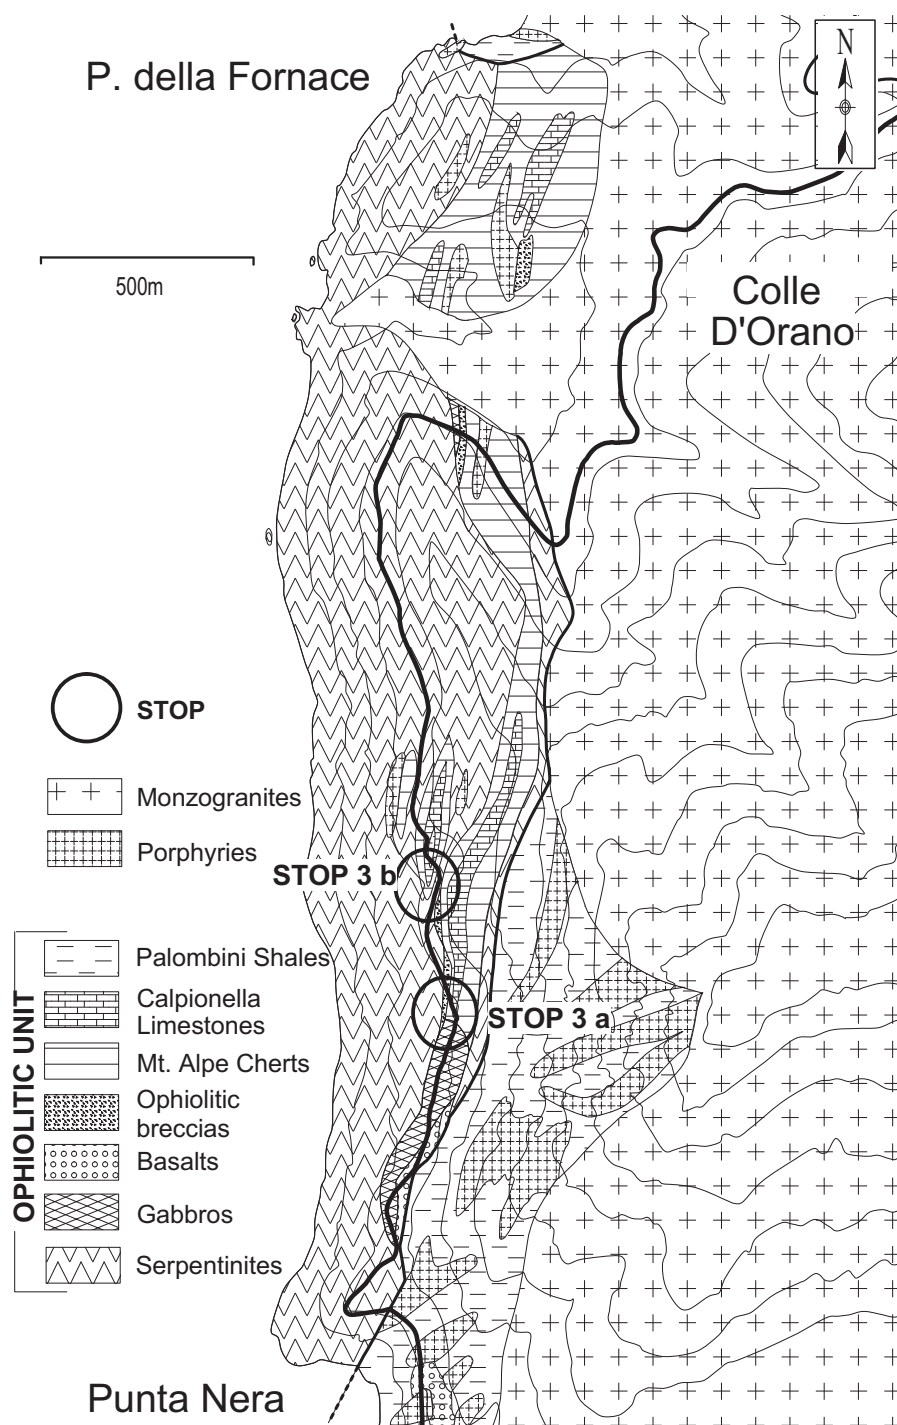 P. della Fornace
N
500m
Colle
D'Orano
STOP
Monzogranites
Porphyries
STOP 3 b
OPHIOLITIC UNIT
Palombini Shales
Calpionella
Limestones
STOP 3 a
Mt. Alpe Cherts
Ophiolitic
breccias
Basalts
Gabbros
Serpentinites
Punta Nera